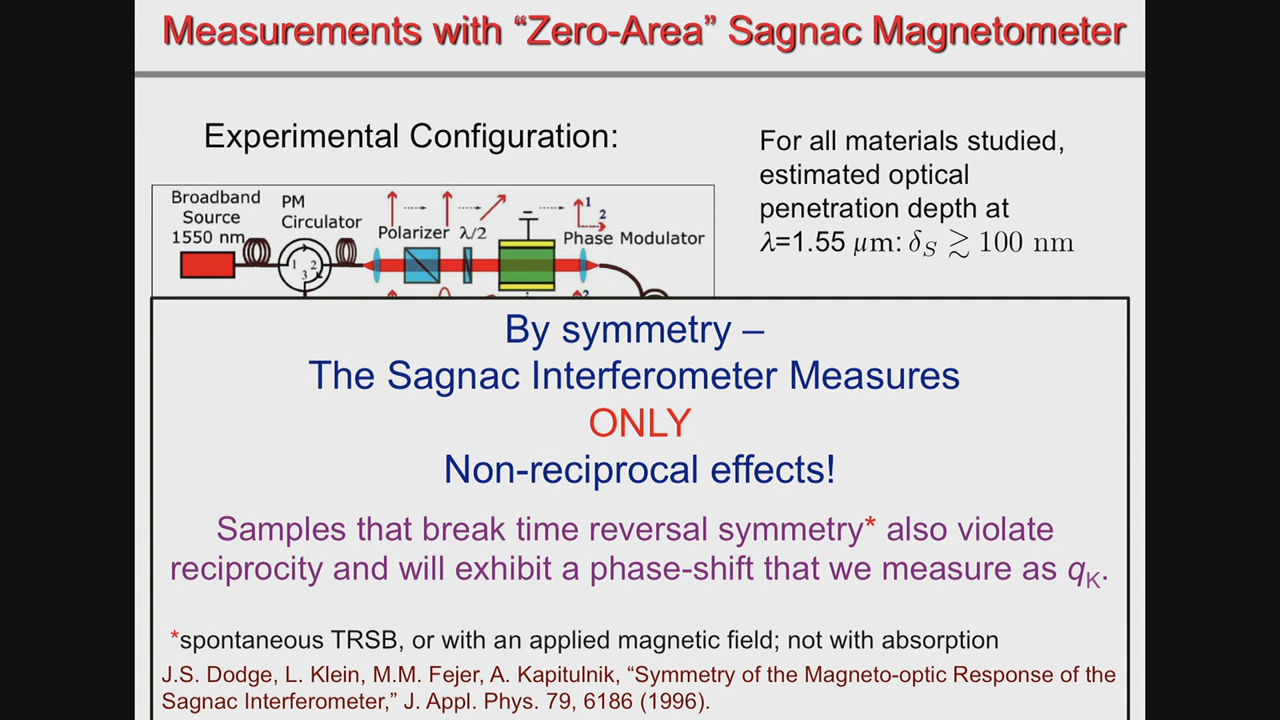 Measurements with “Zero-Area” Sagnac Magnetometer
Experimental Configuration:
For all materials studied,
estimated optical
penetration depth at
λ=1.55 μm: δS ≳ 100 nm
Broadband
Source
1550 nm
PM
Circulator
Polarizer λ/2
1
2
Phase Modulator
1 2
3
2
By symmetry –
The Sagnac Interferometer Measures
ONLY
Non-reciprocal effects!
Samples that break time reversal symmetry* also violate
reciprocity and will exhibit a phase-shift that we measure as qK.
*spontaneous TRSB, or with an applied magnetic field; not with absorption
J.S. Dodge, L. Klein, M.M. Fejer, A. Kapitulnik, “Symmetry of the Magneto-optic Response of the
Sagnac Interferometer,” J. Appl. Phys. 79, 6186 (1996).